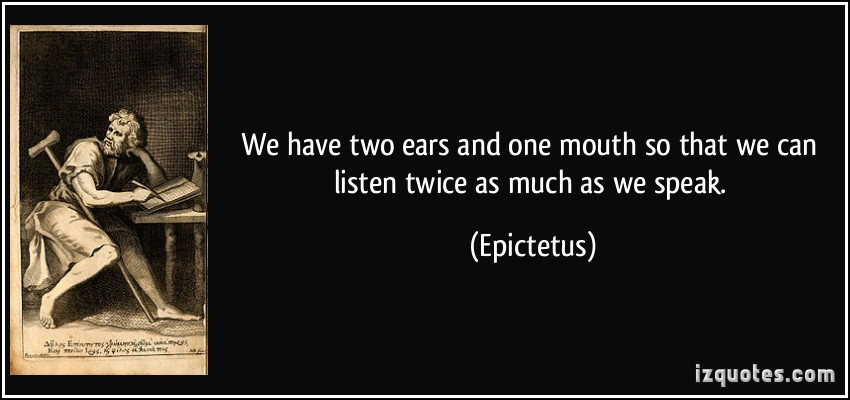 We have two ears and one mouth so that we can
listen twice as much as we speak.
(Epictetus)
izquotes.com